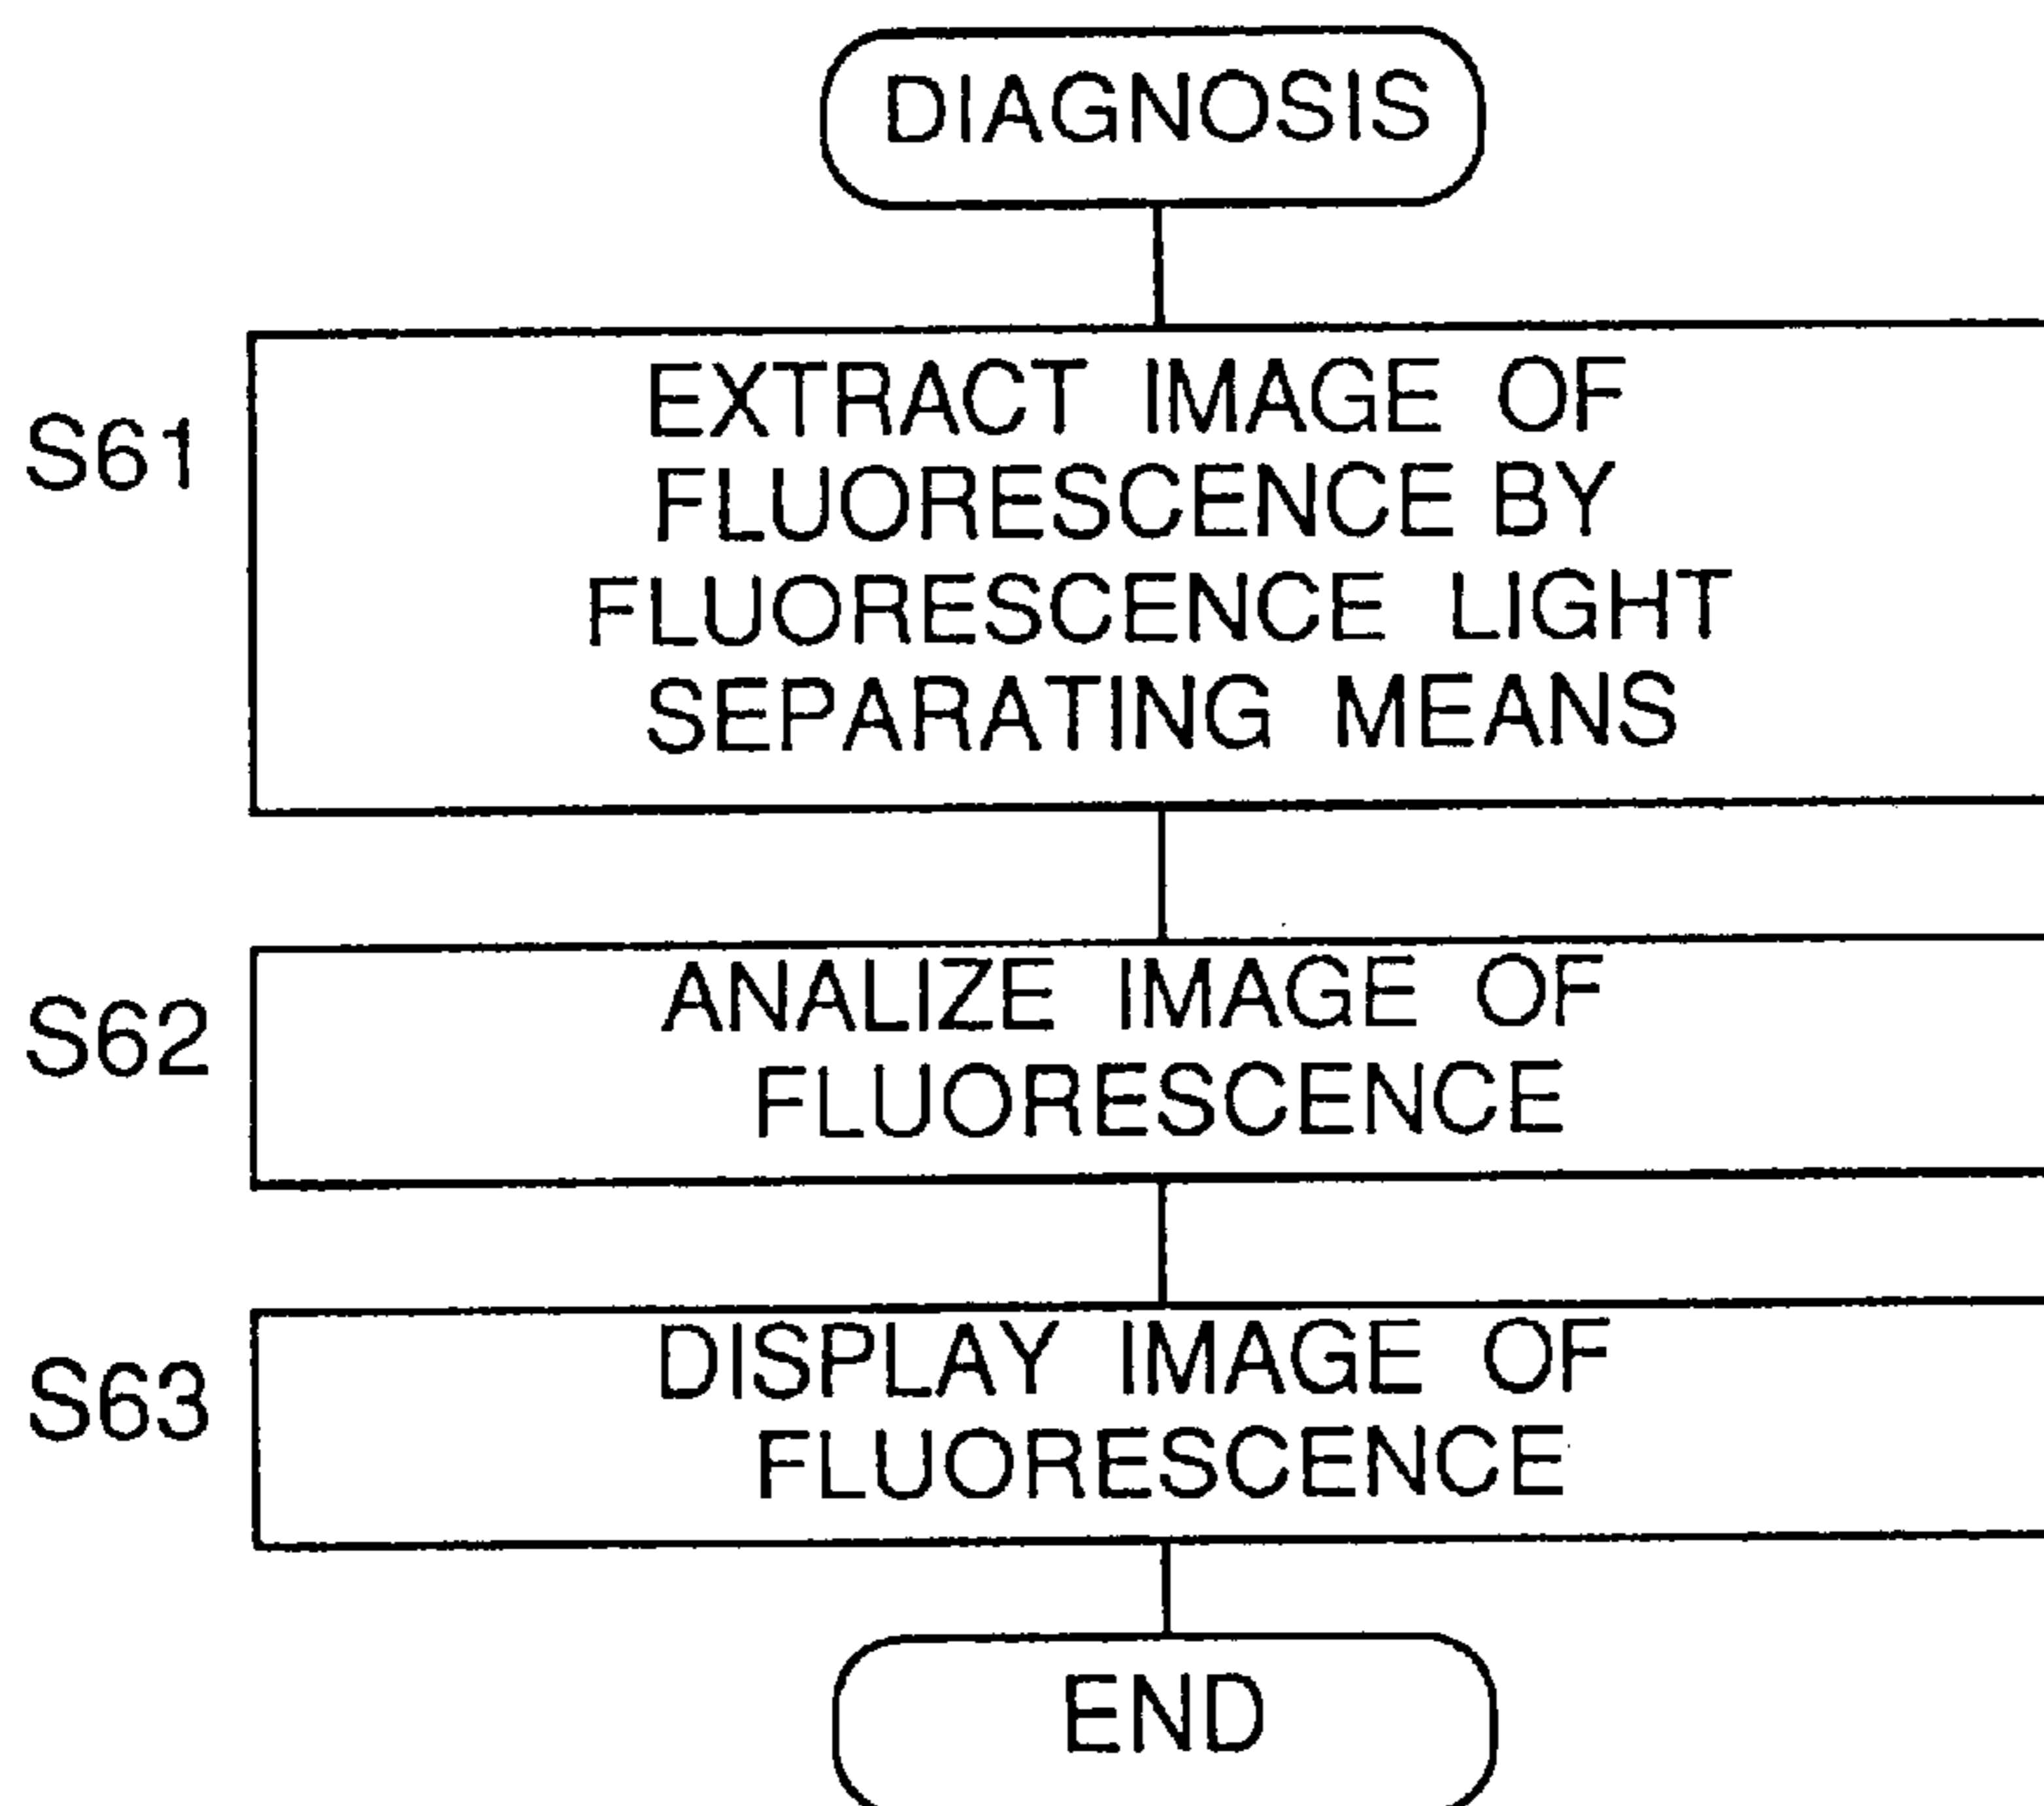 DIAGNOSIS
S61
EXTRACT IMAGE OF
FLUORESCENCE BY
FLUORESCENCE LIGHT
SEPARATING MEANS
S62
ANALIZE IMAGE OF
FLUORESCENCE
S63
DISPLAY IMAGE OF
FLUORESCENCE
END